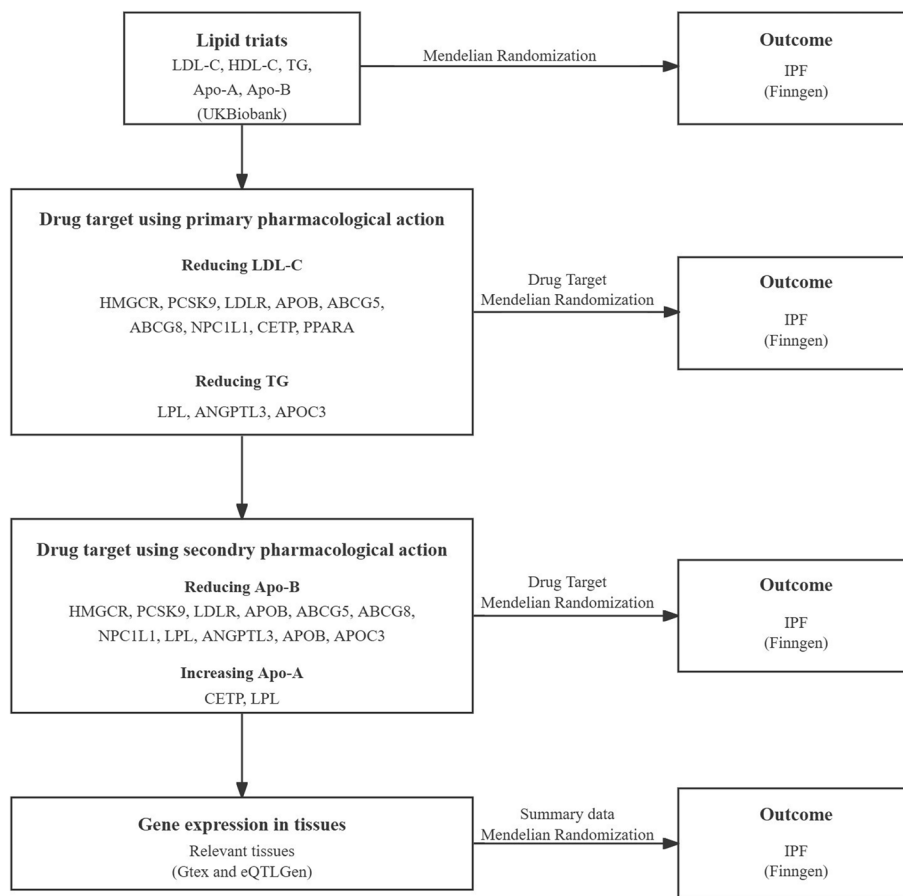 Lipid triats
LDL-C, HDL-C, TG,
Apo-A, Apo-B
(UKBiobank)
Mendelian Randomization
Outcome
IPF
(Finngen)
Drug target using primary pharmacological action
Reducing LDL-C
HMGCR, PCSK9, LDLR, APOB, ABCG5,
ABCG8, NPC1L1, CETP, PPARA
Reducing TG
LPL, ANGPTL3, APOC3
Drug Target
Mendelian Randomization
Outcome
IPF
(Finngen)
Drug target using secondry pharmacological action
Reducing Apo-B
HMGCR, PCSK9, LDLR, APOB, ABCG5, ABCG8,
NPC1L1, LPL, ANGPTL3, APOB, APOC3
Increasing Apo-A
CETP, LPL
Drug Target
Mendelian Randomization
Outcome
IPF
(Finngen)
Gene expression in tissues
Relevant tissues
(Gtex and eQTLGen)
Summary data
Mendelian Randomization
Outcome
IPF
(Finngen)